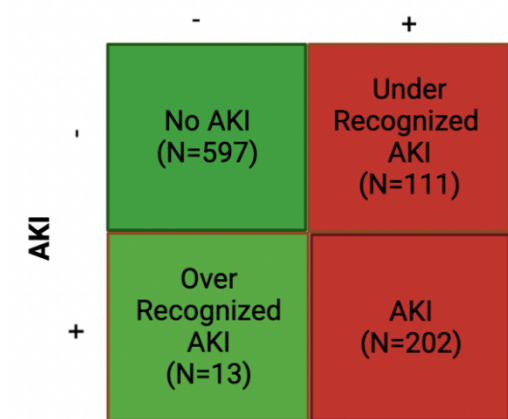 -
+
-
No AKI
(N=597)
Under
Recognized
AKI
(N=111)
AKI
+
Over
Recognized
AKI
(N=13)
AKI
(N=202)